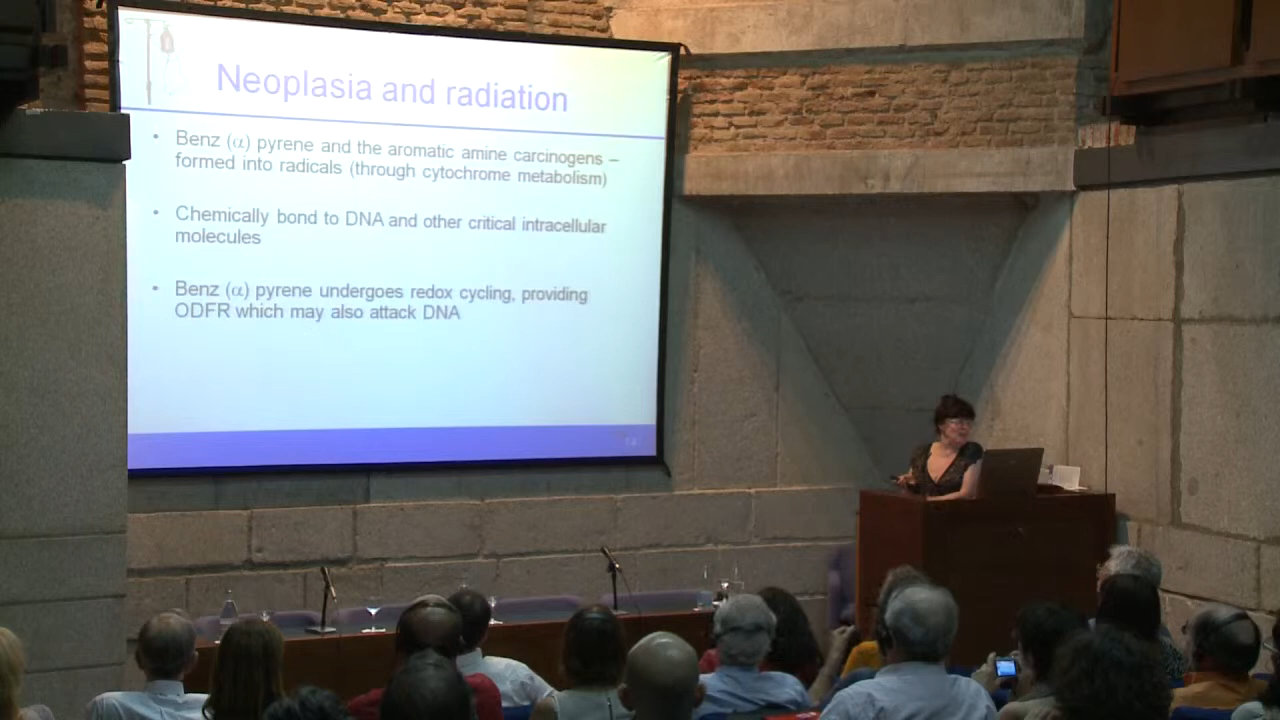 Neoplasia and radiation
• Benz (α) pyrene and the aromatic amine carcinogens –
formed into radicals (through cytochrome metabolism)
• Chemically bond to DNA and other critical intracellular
molecules
• Benz (α) pyrene undergoes redox cycling, providing
ODFR which may also attack DNA